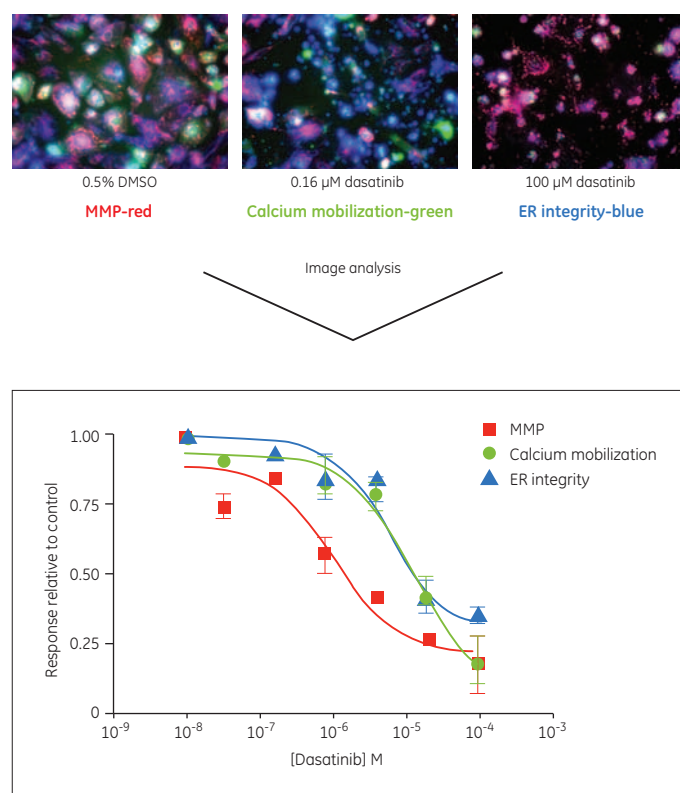 0.5% DMSO
0.16 µM dasatinib
100 µM dasatinib
MMP-red
Calcium mobilization-green
ER integrity-blue
Image analysis
MMP
Calcium mobilization
ER integrity
Response relative to control
1.00
0.75
0.50
0.25
0
10⁻⁹
10⁻⁸
10⁻⁷
10⁻⁶
10⁻⁵
10⁻⁴
10⁻³
[Dasatinib] M